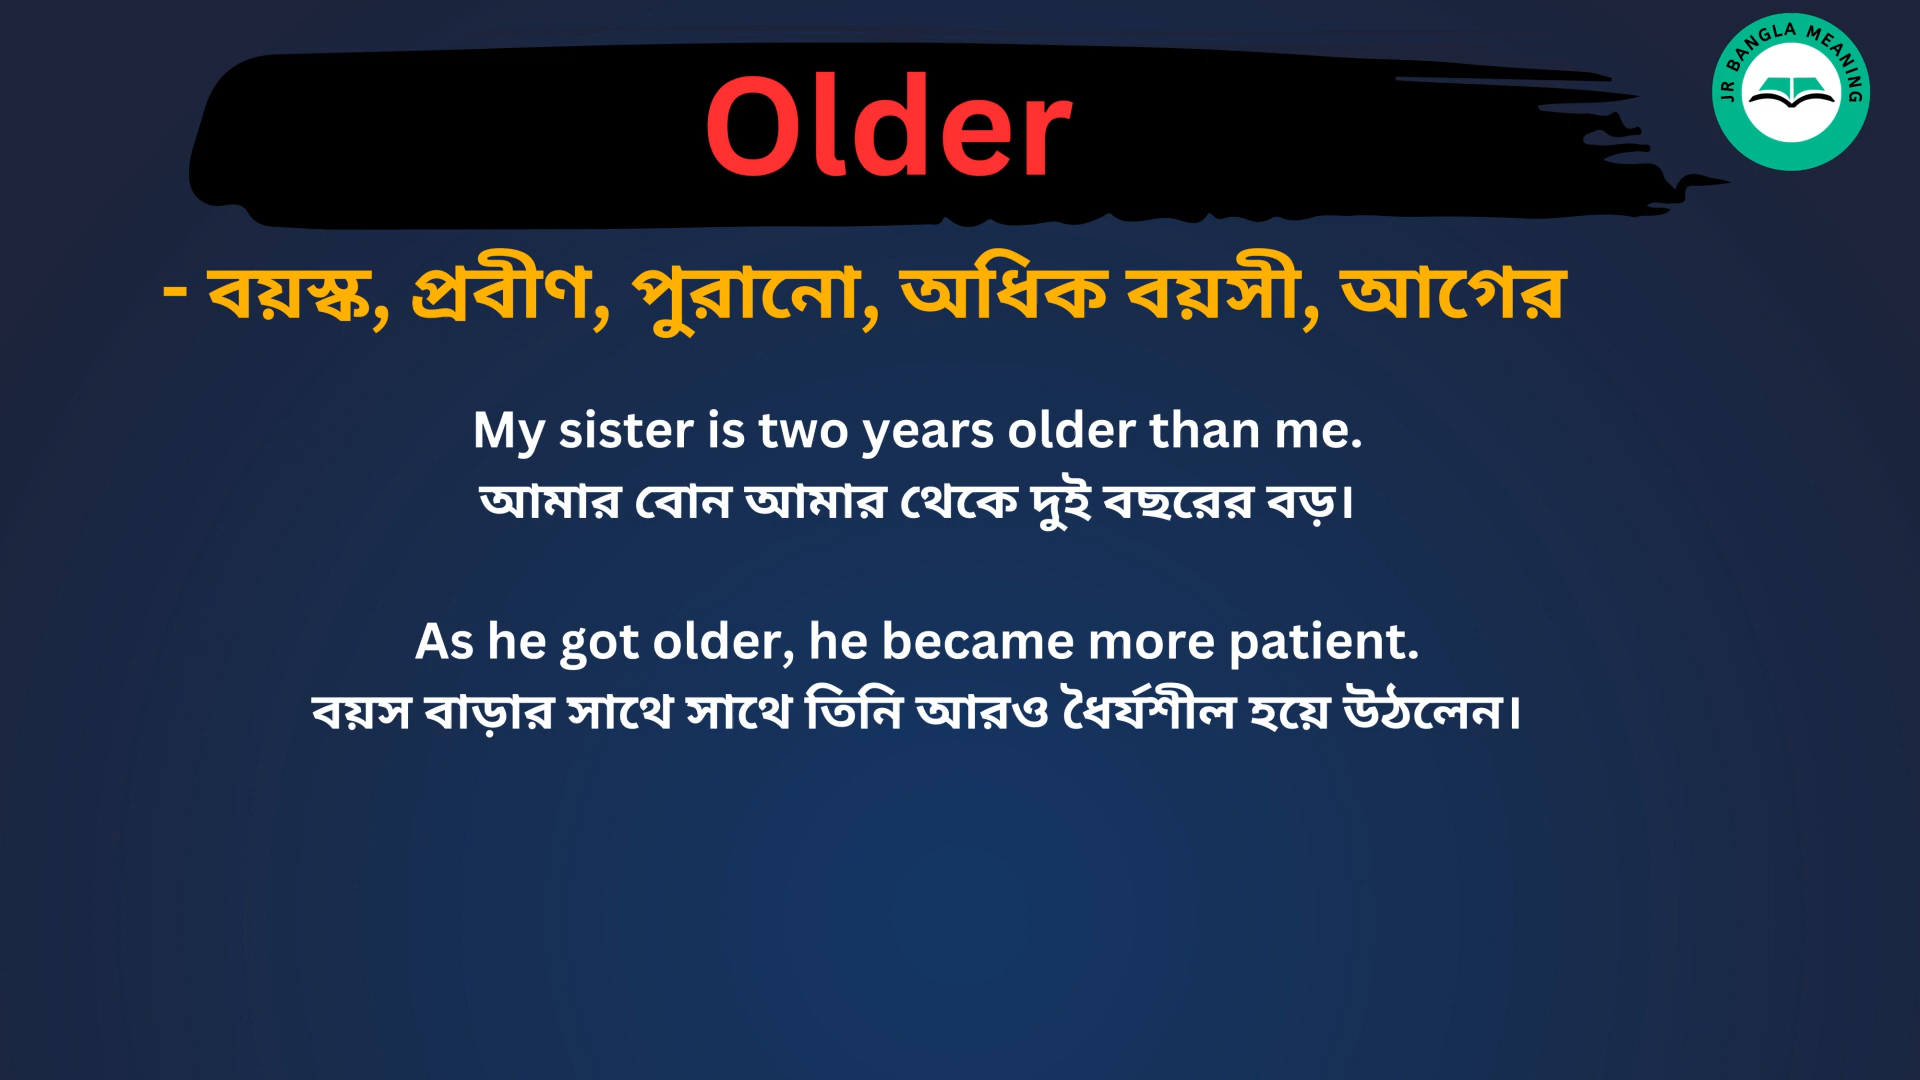 JR BANGLA MEANING
Older
- বয়স্ক, প্রবীণ, পুরানো, অধিক বয়সী, আগের
My sister is two years older than me.
আমার বোন আমার থেকে দুই বছরের বড়।
As he got older, he became more patient.
বয়স বাড়ার সাথে সাথে তিনি আরও ধৈর্যশীল হয়ে উঠলেন।